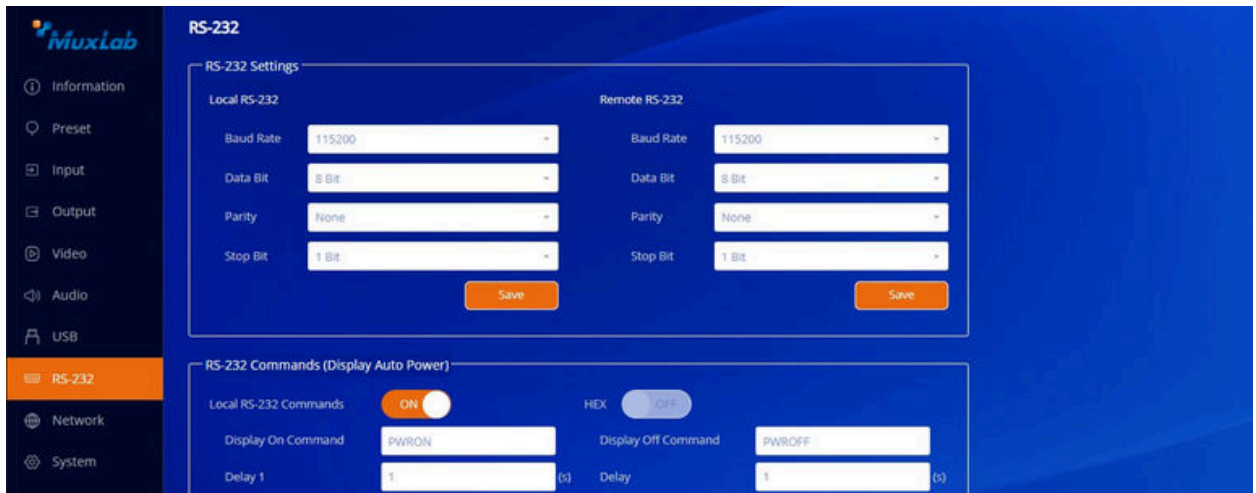 MuxLab
Information
Preset
Input
Output
Video
Audio
USB
RS-232
Network
System
RS-232
RS-232 Settings
Local RS-232
Remote RS-232
Baud Rate 115200 Baud Rate 115200
Data Bit 8 Bit Data Bit 8 Bit
Parity None Parity None
Stop Bit 1 Bit Stop Bit 1 Bit
Save Save
RS-232 Commands (Display Auto Power)
Local RS-232 Commands ON HEX OFF
Display On Command PWRON Display Off Command PWROFF
Delay 1 1 (s) Delay 1 (s)